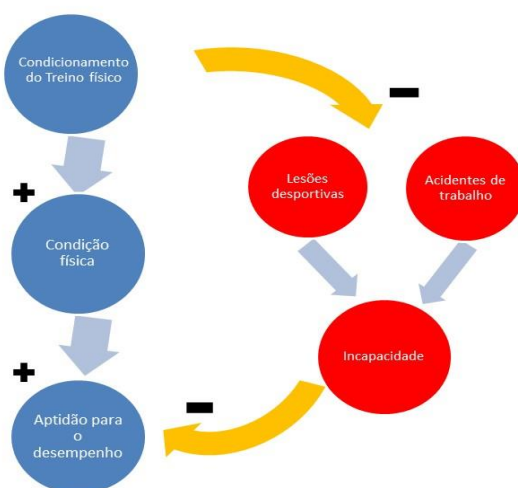 Condicionamento
do Treino físico
Lesões
desportivas
Acidentes de
trabalho
Condição
física
Incapacidade
Aptidão para
o
desempenho